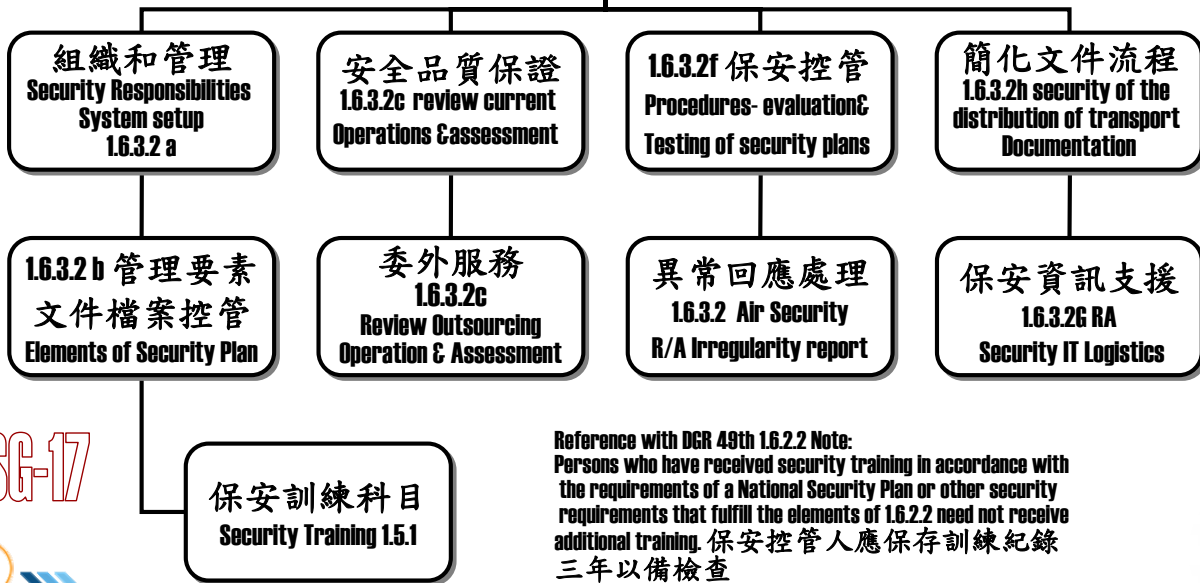 組織和管理
Security Responsibilities
System setup
1.6.3.2 a
安全品質保證
1.6.3.2c review current
Operations &assessment
1.6.3.2f 保安控管
Procedures- evaluation&
Testing of security plans
簡化文件流程
1.6.3.2h security of the
distribution of transport
Documentation
1.6.3.2 b 管理要素
文件檔案控管
Elements of Security Plan
委外服務
1.6.3.2c
Review Outsourcing
Operation & Assessment
異常回應處理
1.6.3.2 Air Security
R/A Irregularity report
保安資訊支援
1.6.3.2G RA
Security IT Logistics
SG-17
保安訓練科目
Security Training 1.5.1
Reference with DGR 49th 1.6.2.2 Note:
Persons who have received security training in accordance with
the requirements of a National Security Plan or other security
requirements that fulfill the elements of 1.6.2.2 need not receive
additional training. 保安控管人應保存訓練紀錄
三年以備檢查